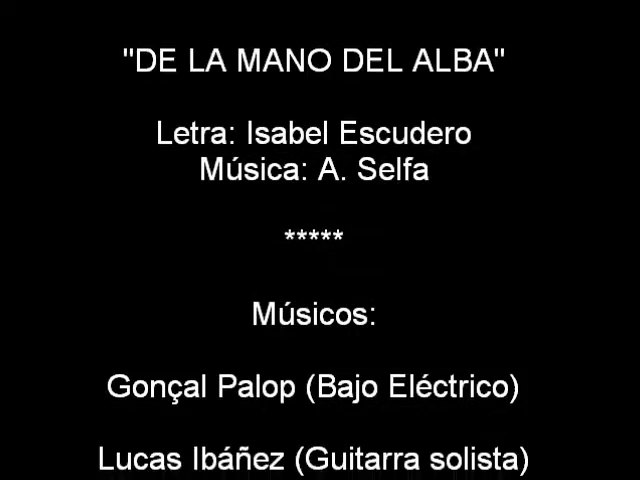 "DE LA MANO DEL ALBA"
Letra: Isabel Escudero
Música: A. Selfa
*****
Músicos:
Gonçal Palop (Bajo Eléctrico)
Lucas Ibáñez (Guitarra solista)